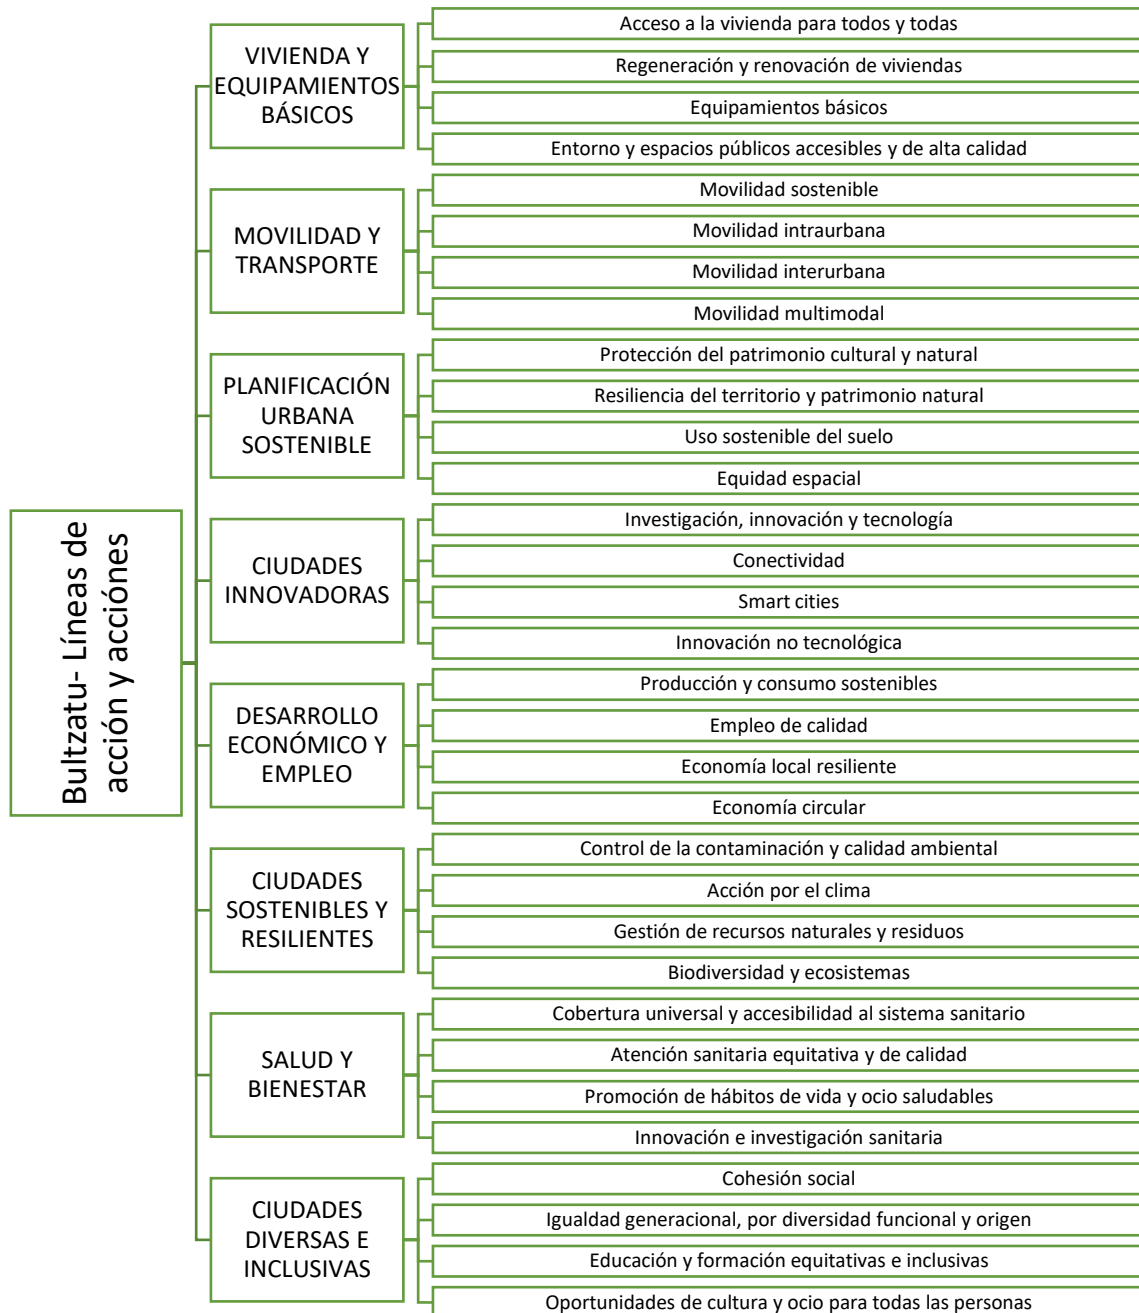 Bultzatu- Líneas de
acción y acciónes
VIVIENDA Y
EQUIPAMIENTOS
BÁSICOS
Acceso a la vivienda para todos y todas
Regeneración y renovación de viviendas
Equipamientos básicos
Entorno y espacios públicos accesibles y de alta calidad
MOVILIDAD Y
TRANSPORTE
Movilidad sostenible
Movilidad intraurbana
Movilidad interurbana
Movilidad multimodal
PLANIFICACIÓN
URBANA
SOSTENIBLE
Protección del patrimonio cultural y natural
Resiliencia del territorio y patrimonio natural
Uso sostenible del suelo
Equidad espacial
CIUDADES
INNOVADORAS
Investigación, innovación y tecnología
Conectividad
Smart cities
Innovación no tecnológica
DESARROLLO
ECONÓMICO Y
EMPLEO
Producción y consumo sostenibles
Empleo de calidad
Economía local resiliente
Economía circular
CIUDADES
SOSTENIBLES Y
RESILIENTES
Control de la contaminación y calidad ambiental
Acción por el clima
Gestión de recursos naturales y residuos
Biodiversidad y ecosistemas
SALUD Y
BIENESTAR
Cobertura universal y accesibilidad al sistema sanitario
Atención sanitaria equitativa y de calidad
Promoción de hábitos de vida y ocio saludables
Innovación e investigación sanitaria
CIUDADES
DIVERSAS E
INCLUSIVAS
Cohesión social
Igualdad generacional, por diversidad funcional y origen
Educación y formación equitativas e inclusivas
Oportunidades de cultura y ocio para todas las personas